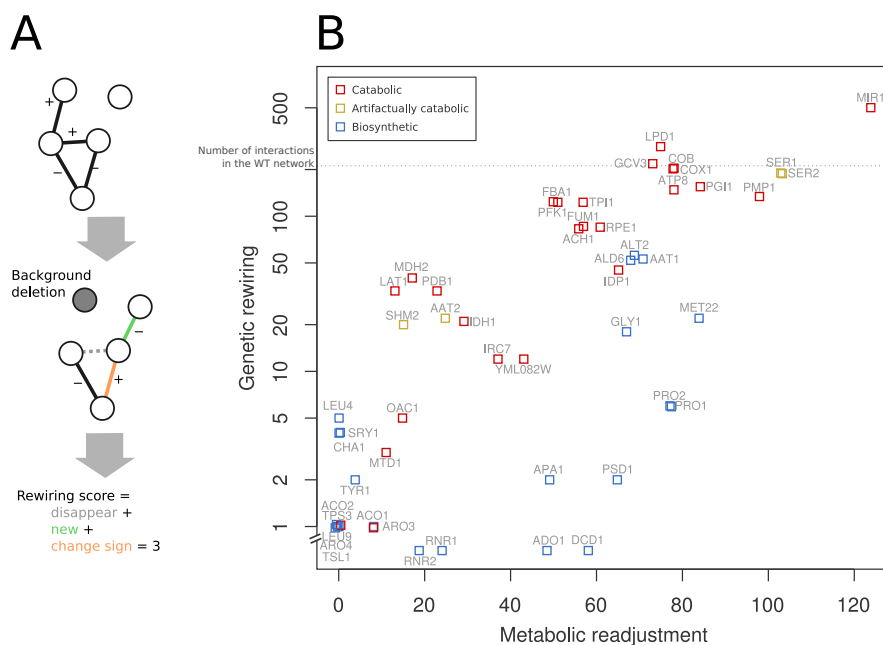 A
+
+
−
−
Background
deletion
−
−
+
Rewiring score =
disappear +
new +
change sign = 3
B
Catabolic
Artifactually catabolic
Biosynthetic
Number of interactions
in the WT network
Genetic rewiring
500
100
50
20
10
5
2
1
MIR1
LPD1
GCV3
COB
COX1
ATP8
PGI1
SER1
SER2
PMP1
FBA1
PFK1
TPI1
FUM1
ACH1
RPE1
ALT2
ALD6
AAT1
IDP1
MDH2
LAT1
PDB1
SHM2
AAT2
IDH1
GLY1
MET22
IRC7
YML082W
PRO2
PRO1
LEU4
OAC1
SRY1
CHA1
MTD1
TYR1
APA1
PSD1
ACO2
TPS3
ACO1
ARO3
LEU9
ARO4
TSL1
RNR1
RNR2
ADO1
DCD1
0
20
40
60
80
100
120
Metabolic readjustment